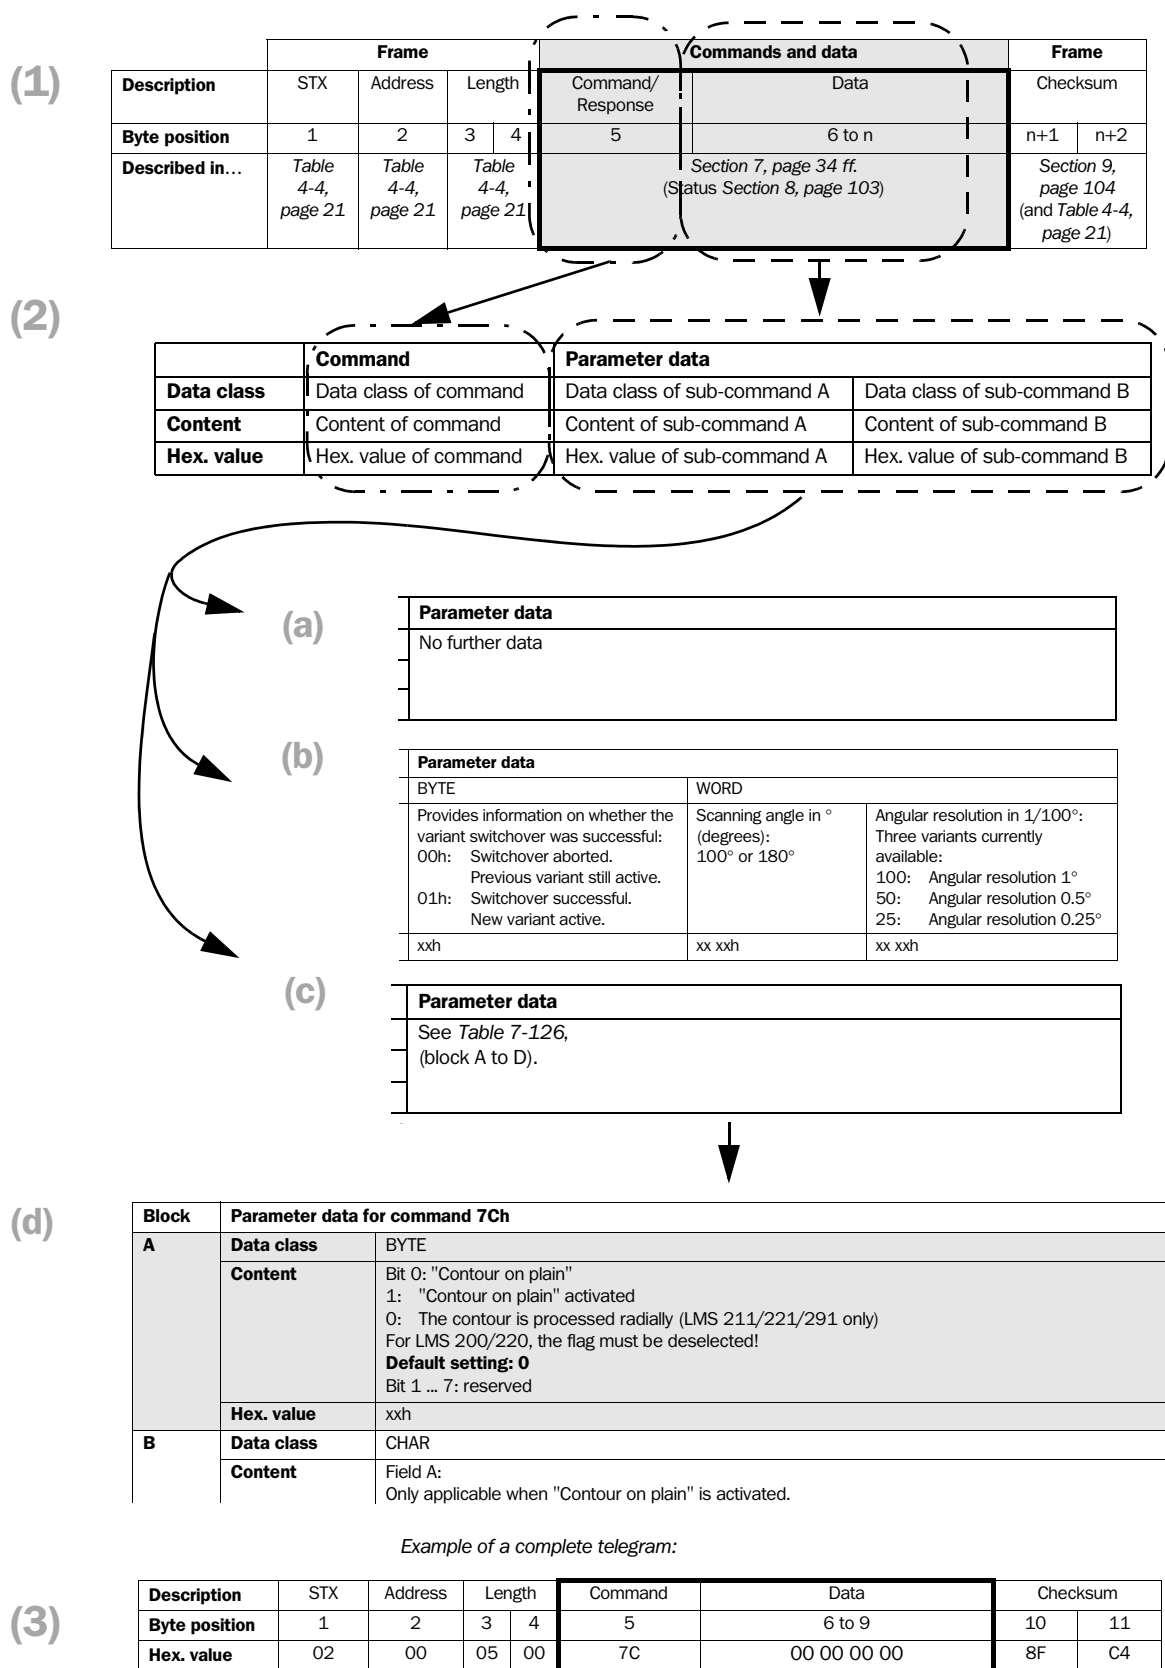 (1)
Frame Commands and data Frame
Description STX Address Length Command/ Response Data Checksum
Byte position 1 2 3 4 5 6 to n n+1 n+2
Described in... Table 4-4, page 21 Table 4-4, page 21 Table 4-4, page 21 Section 7, page 34 ff. (Status Section 8, page 103) Section 9, page 104 (and Table 4-4, page 21)
(2)
Command Parameter data
Data class Data class of command Data class of sub-command A Data class of sub-command B
Content Content of command Content of sub-command A Content of sub-command B
Hex. value Hex. value of command Hex. value of sub-command A Hex. value of sub-command B
(a)
Parameter data
No further data
(b)
Parameter data
BYTE WORD
Provides information on whether the variant switchover was successful:
00h: Switchover aborted.
Previous variant still active.
01h: Switchover successful.
New variant active.
Scanning angle in °
(degrees):
100° or 180°
Angular resolution in 1/100°:
Three variants currently
available:
100: Angular resolution 1°
50: Angular resolution 0.5°
25: Angular resolution 0.25°
xxh xx xxh xx xxh
(c)
Parameter data
See Table 7-126,
(block A to D).
(d)
Block Parameter data for command 7Ch
A Data class BYTE
Content Bit 0: "Contour on plain"
1: "Contour on plain" activated
0: The contour is processed radially (LMS 211/221/291 only)
For LMS 200/220, the flag must be deselected!
Default setting: 0
Bit 1 ... 7: reserved
Hex. value xxh
B Data class CHAR
Content Field A:
Only applicable when "Contour on plain" is activated.
Example of a complete telegram:
(3)
Description STX Address Length Command Data Checksum
Byte position 1 2 3 4 5 6 to 9 10 11
Hex. value 02 00 05 00 7C 00 00 00 00 8F C4